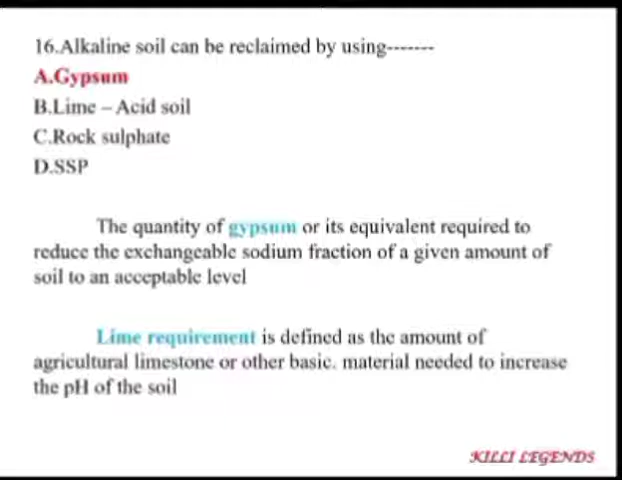 16.Alkaline soil can be reclaimed by using-------
A.Gypsum
B.Lime – Acid soil
C.Rock sulphate
D.SSP
The quantity of gypsum or its equivalent required to
reduce the exchangeable sodium fraction of a given amount of
soil to an acceptable level
Lime requirement is defined as the amount of
agricultural limestone or other basic. material needed to increase
the pH of the soil
KILLI LEGENDS